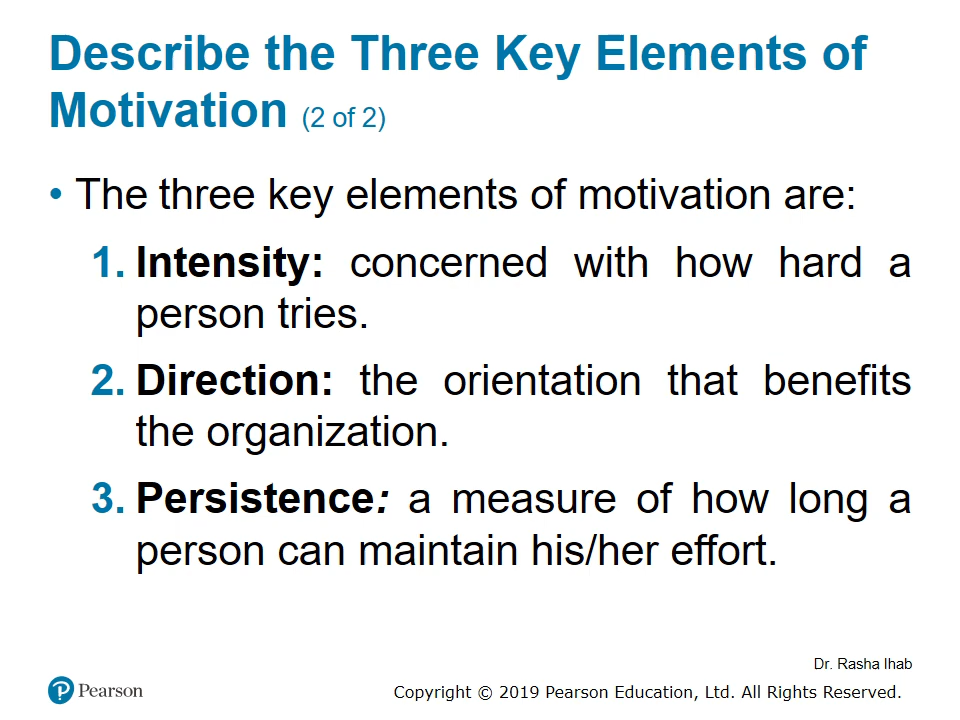 Describe the Three Key Elements of
Motivation (2 of 2)
• The three key elements of motivation are:
1. Intensity: concerned with how hard a
person tries.
2. Direction: the orientation that benefits
the organization.
3. Persistence: a measure of how long a
person can maintain his/her effort.
Dr. Rasha Ihab
Pearson
Copyright © 2019 Pearson Education, Ltd. All Rights Reserved.